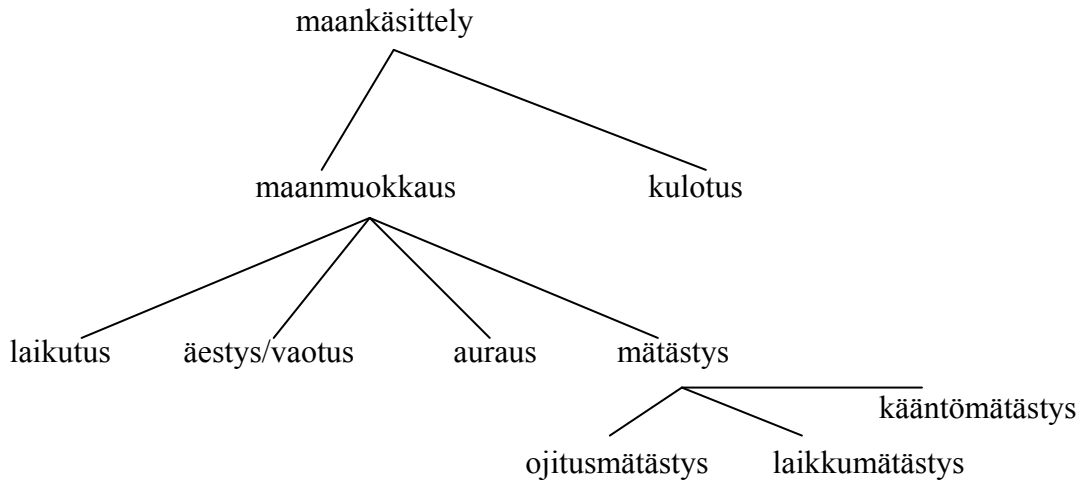 maankäsittely
maanmuokkaus kulotus
laikutus äestys/vaotus auraus mätästys
kääntömätästys
ojitusmätästys laikkumätästys